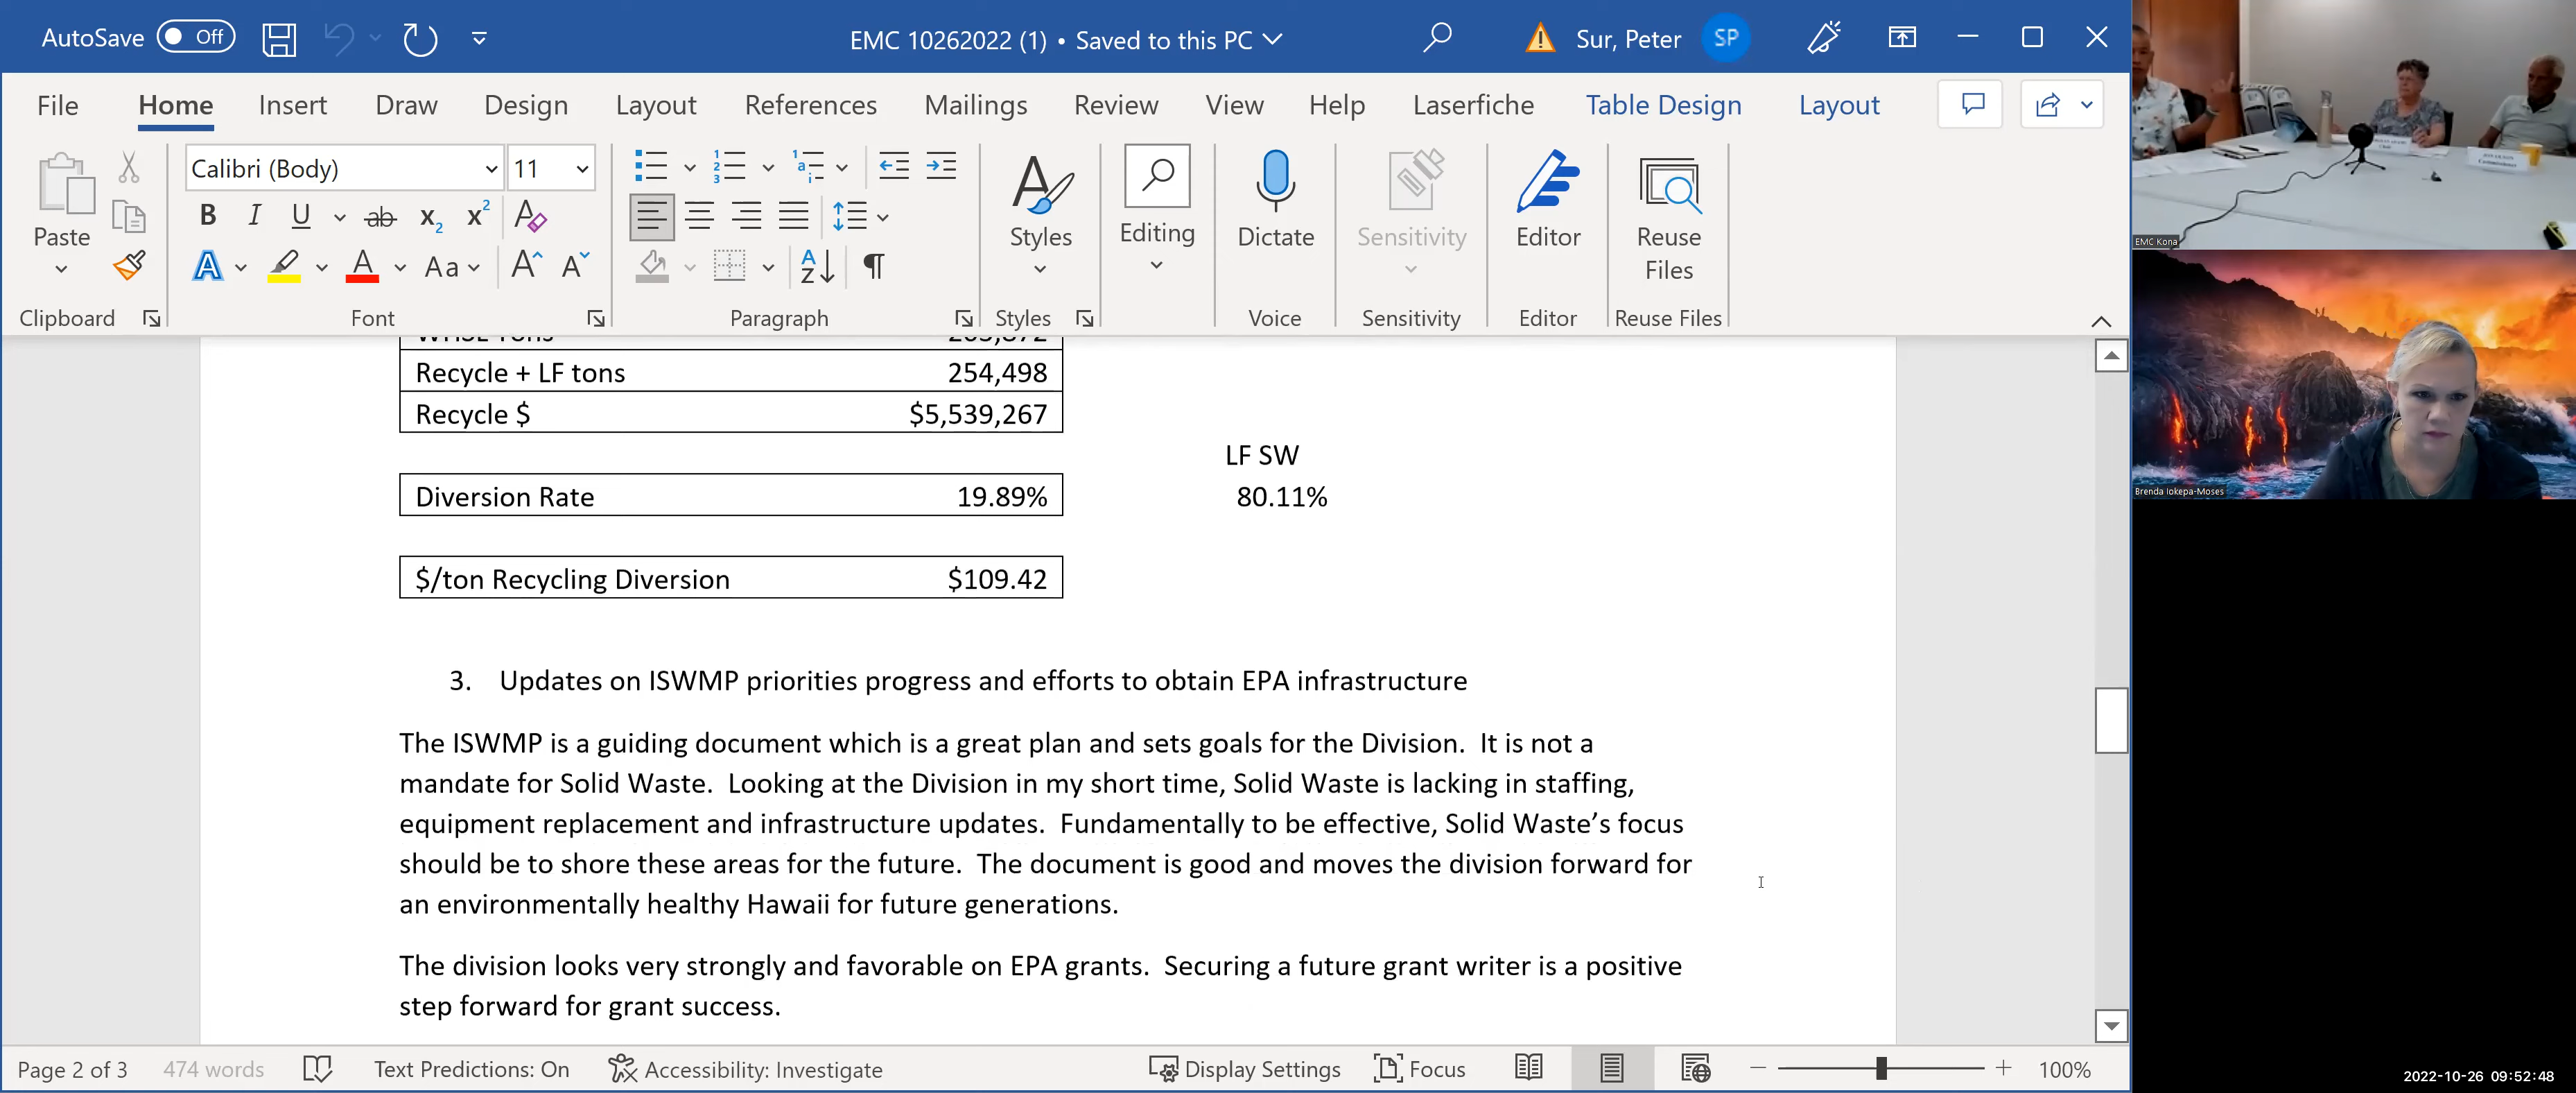 AutoSave Off EMC 10262022 (1) • Saved to this PC Sur, Peter SP
File Home Insert Draw Design Layout References Mailings Review View Help Laserfiche Table Design Layout
Paste
Calibri (Body) 11
Styles
Editing
Dictate
Sensitivity
Editor
Reuse Files
Clipboard Font Paragraph Styles Voice Sensitivity Editor Reuse Files
Recycle + LF tons 254,498
Recycle $ $5,539,267
LF SW
Diversion Rate 19.89% 80.11%
$/ton Recycling Diversion $109.42
3. Updates on ISWMP priorities progress and efforts to obtain EPA infrastructure
The ISWMP is a guiding document which is a great plan and sets goals for the Division. It is not a
mandate for Solid Waste. Looking at the Division in my short time, Solid Waste is lacking in staffing,
equipment replacement and infrastructure updates. Fundamentally to be effective, Solid Waste’s focus
should be to shore these areas for the future. The document is good and moves the division forward for
an environmentally healthy Hawaii for future generations.
The division looks very strongly and favorable on EPA grants. Securing a future grant writer is a positive
step forward for grant success.
Page 2 of 3 474 words Text Predictions: On Accessibility: Investigate Display Settings Focus 100%
EMC Kona
Brenda Iokepa-Moses
2022-10-26 09:52:48